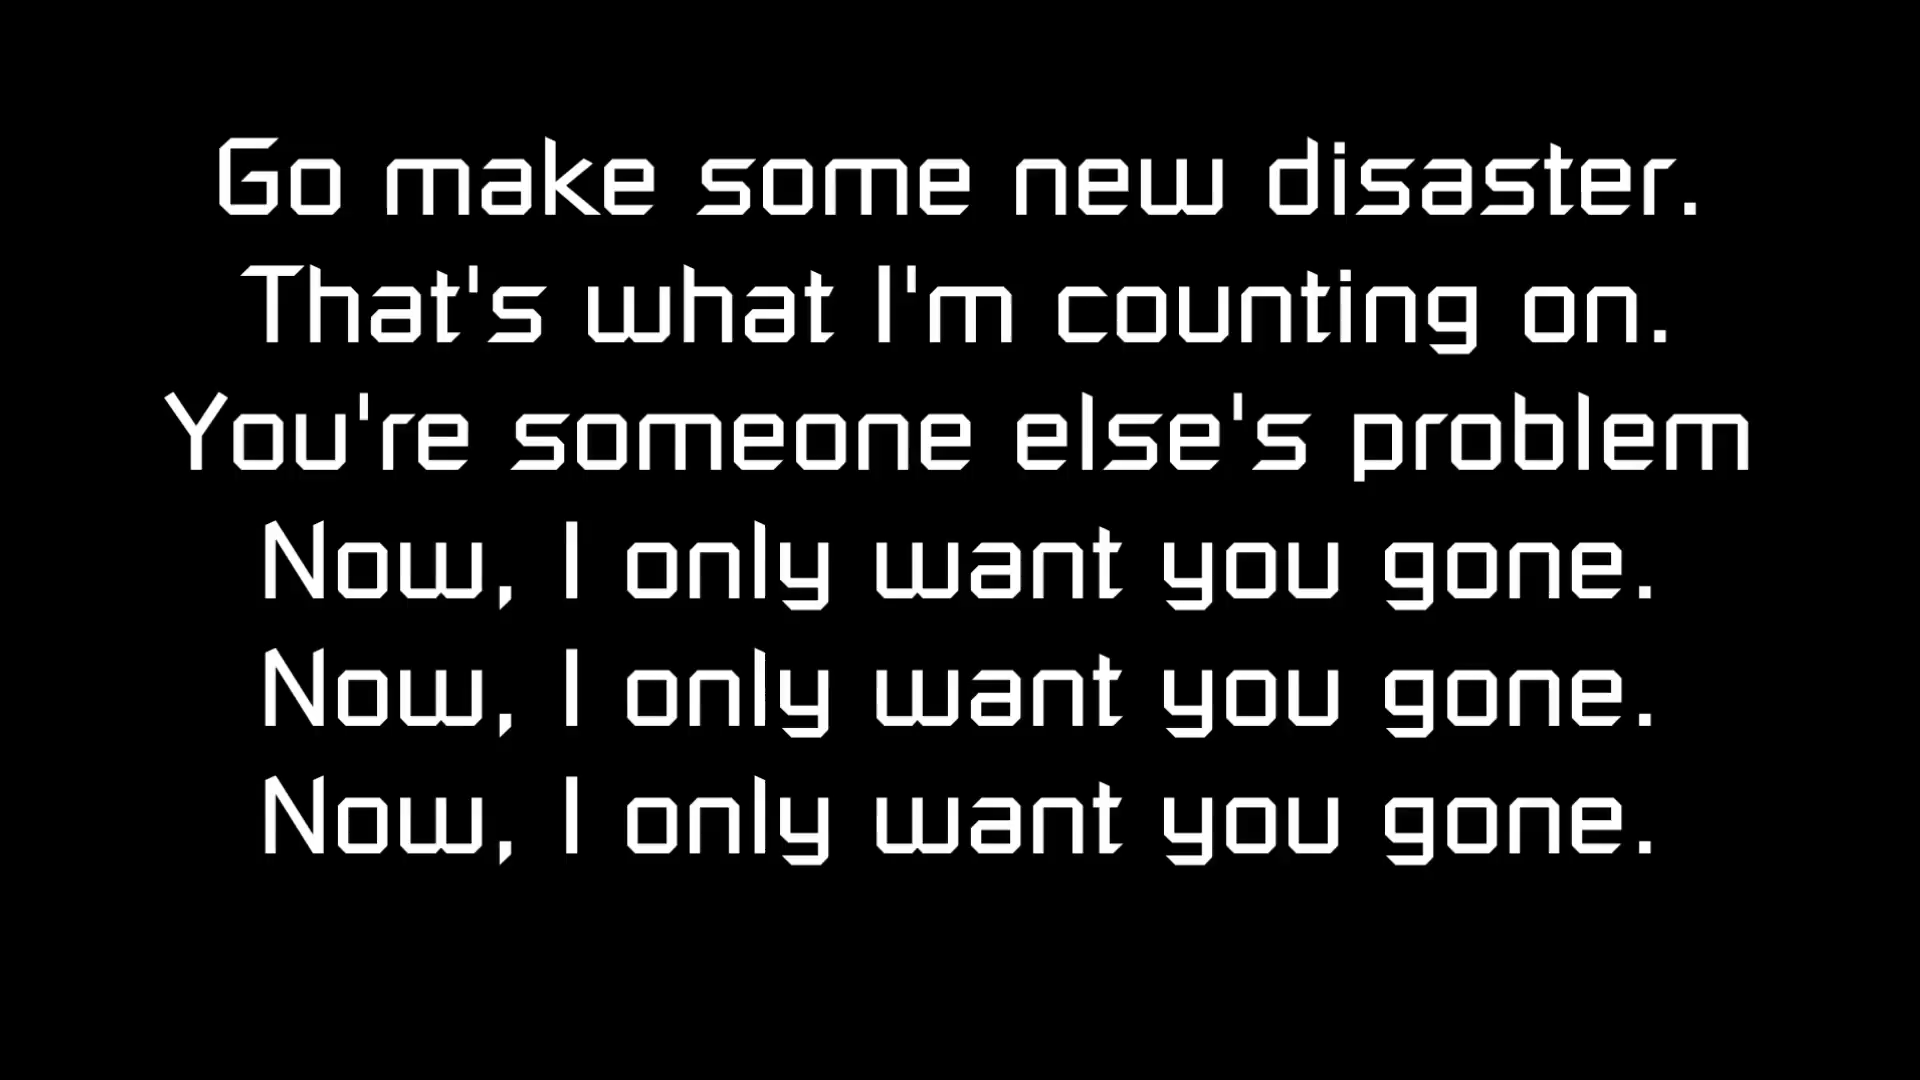 Go make some new disaster.
That's what I'm counting on.
You're someone else's problem
Now, I only want you gone.
Now, I only want you gone.
Now, I only want you gone.